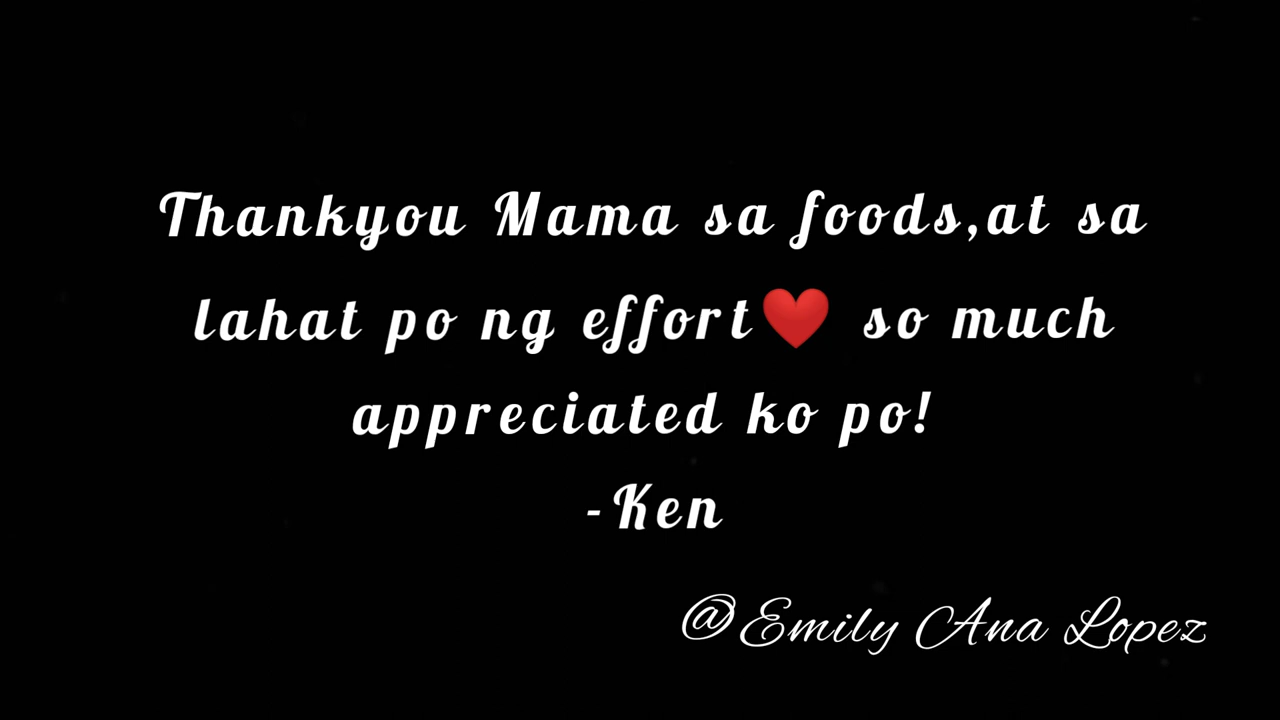 Thankyou Mama sa foods,at sa
lahat po ng effort❤️ so much
appreciated ko po!
-Ken
@Emily Ana Lopez